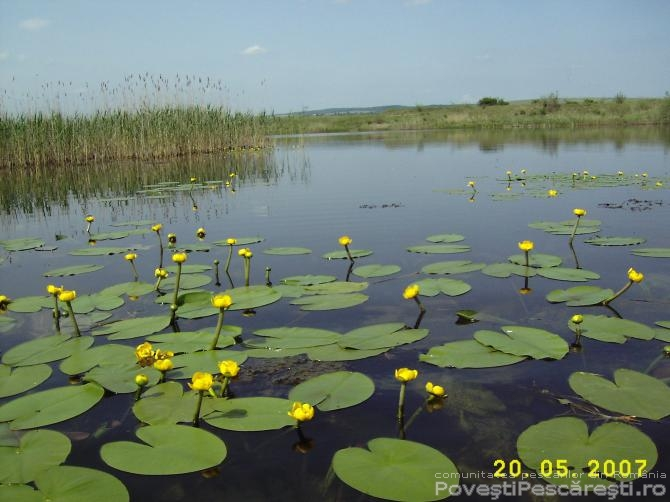 20.05.2007
comunitatea pescarilor din România
PoveştiPescăreşti.ro